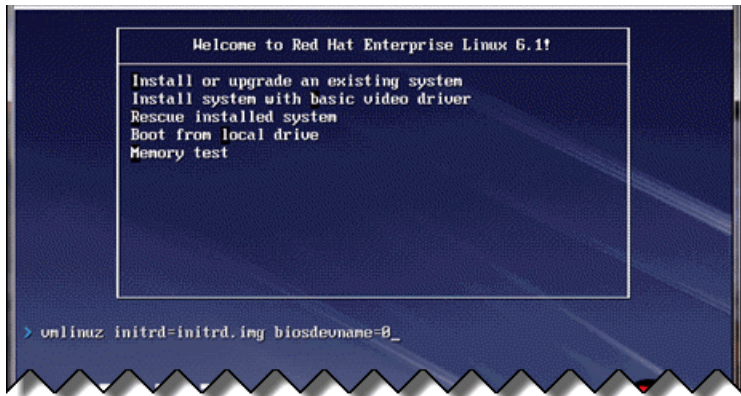 Welcome to Red Hat Enterprise Linux 6.1!
Install or upgrade an existing system
Install system with basic video driver
Rescue installed system
Boot from local drive
Memory test
> vmlinuz initrd=initrd.img biosdevname=0_